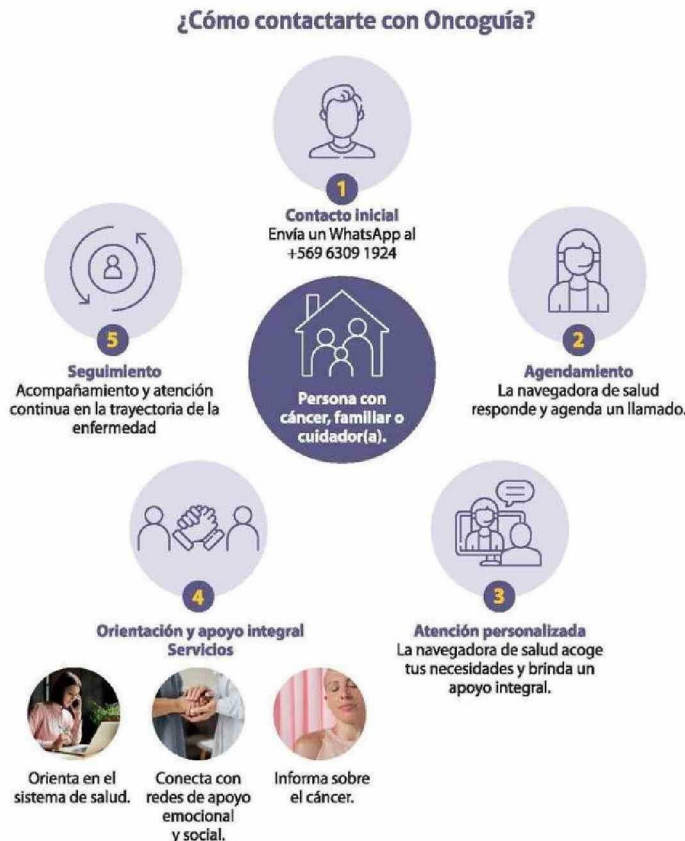 ¿Cómo contactarte con Oncoguía?
1
Contacto inicial
Envía un WhatsApp al
+569 6309 1924
2
Agendamiento
La navegadora de salud
responde y agenda un llamado.
3
Atención personalizada
La navegadora de salud acoge
tus necesidades y brinda un
apoyo integral.
4
Orientación y apoyo integral
Servicios
Orienta en el
sistema de salud.
Conecta con
redes de apoyo
emocional
y social.
Informa sobre
el cáncer.
5
Seguimiento
Acompañamiento y atención
continua en la trayectoria de la
enfermedad
Persona con
cáncer, familiar o
cuidador(a).